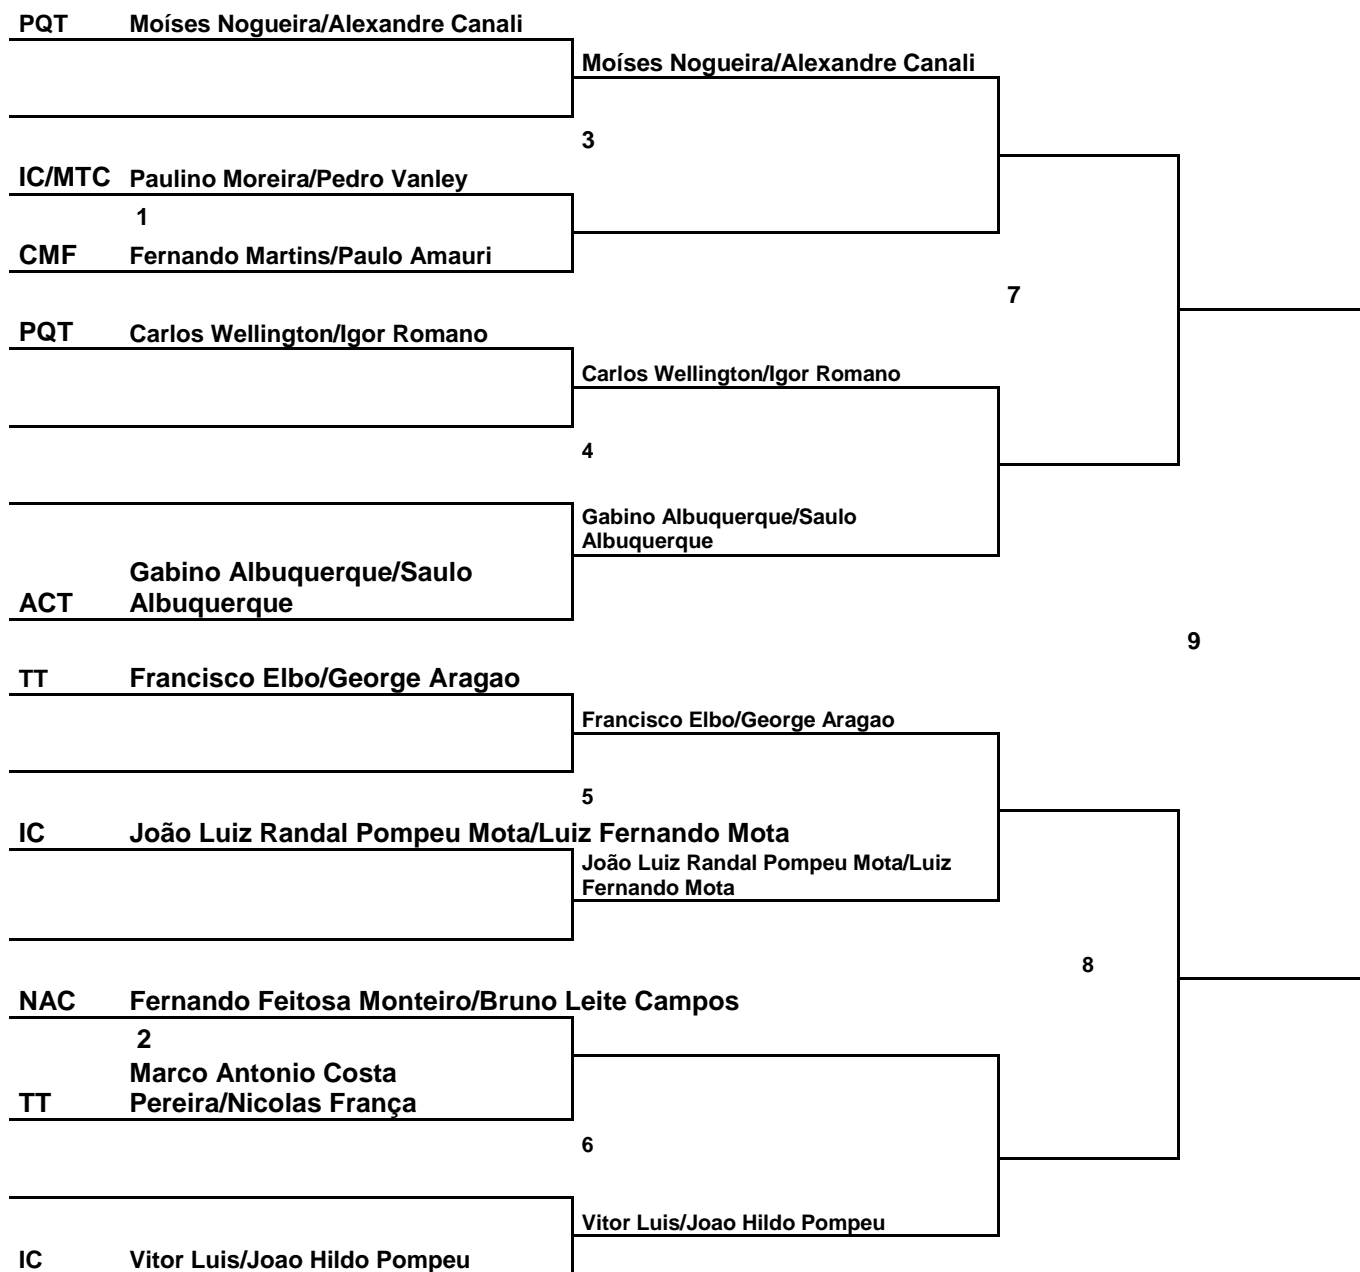 PQT Moíses Nogueira/Alexandre Canali
Moíses Nogueira/Alexandre Canali
3
IC/MTC Paulino Moreira/Pedro Vanley
1
CMF Fernando Martins/Paulo Amauri
7
PQT Carlos Wellington/Igor Romano
Carlos Wellington/Igor Romano
4
Gabino Albuquerque/Saulo
Albuquerque
Gabino Albuquerque/Saulo
ACT Albuquerque
9
TT Francisco Elbo/George Aragao
Francisco Elbo/George Aragao
5
IC João Luiz Randal Pompeu Mota/Luiz Fernando Mota
João Luiz Randal Pompeu Mota/Luiz
Fernando Mota
8
NAC Fernando Feitosa Monteiro/Bruno Leite Campos
2
Marco Antonio Costa
TT Pereira/Nicolas França
6
Vitor Luis/Joao Hildo Pompeu
IC Vitor Luis/Joao Hildo Pompeu